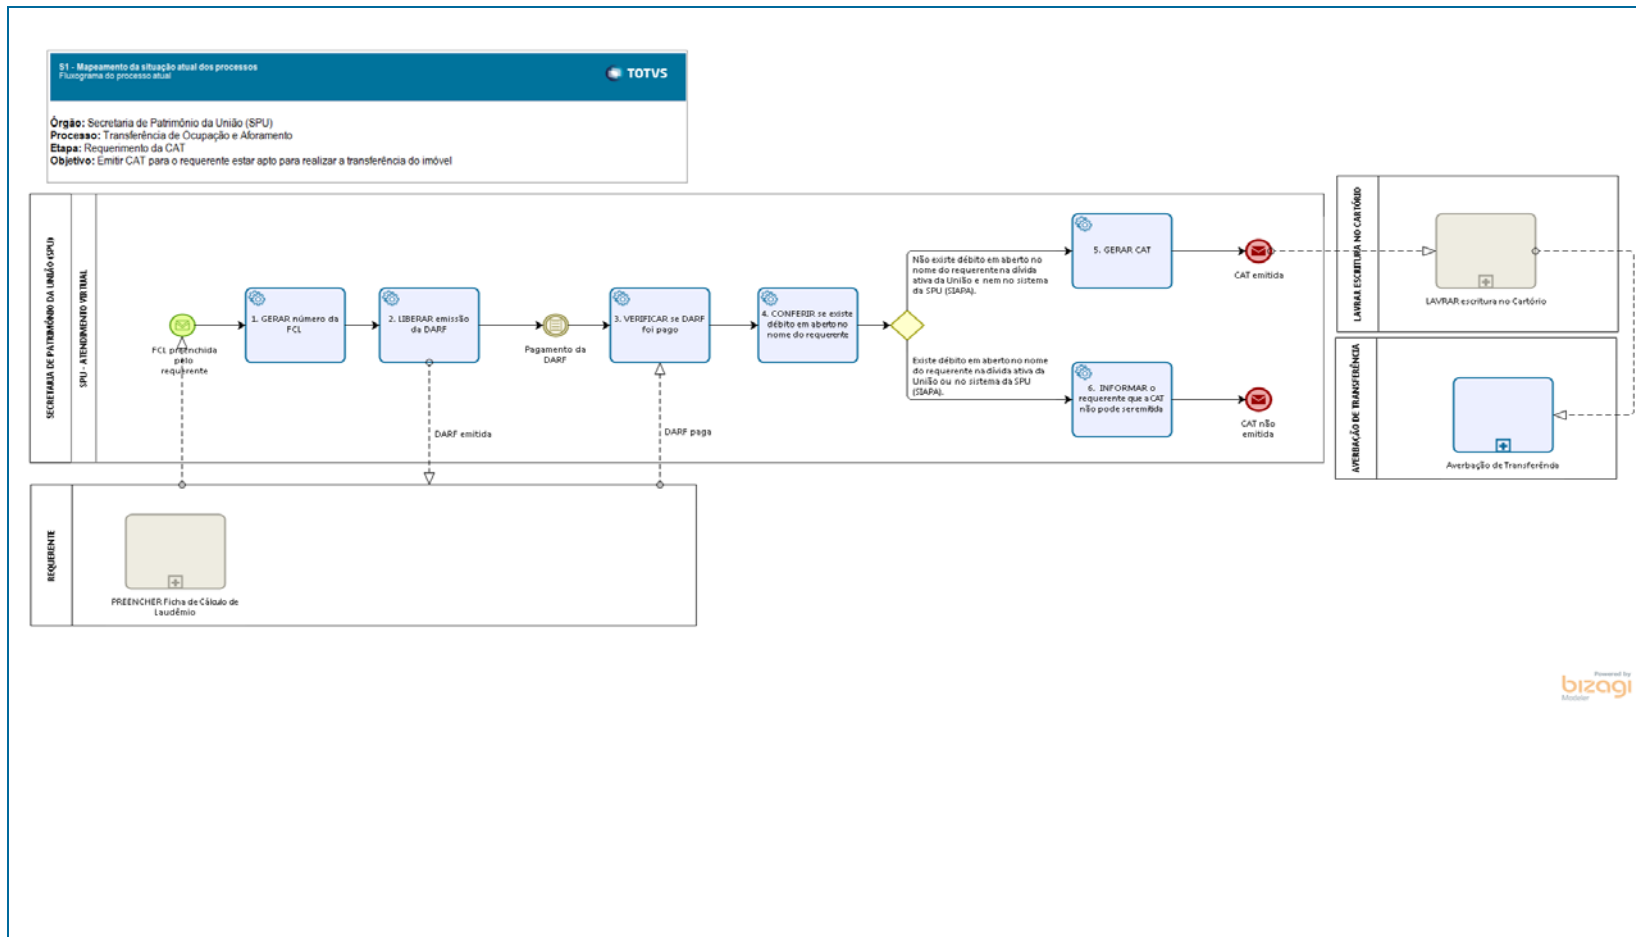 S1 - Mapeamento da situação atual dos processos
Fluxograma do processo atual
TOTVS
Órgão: Secretaria de Patrimônio da União (SPU)
Processo: Transferência de Ocupação e Aforamento
Etapa: Requerimento da CAT
Objetivo: Emitir CAT para o requerente estar apto para realizar a transferência do imóvel
SECRETARIA DE PATRIMÔNIO DA UNIÃO (SPU)
SPU - ATENDIMENTO VIRTUAL
FCL preenchida
pelo
requerente
1. GERAR número da
FCL
2. LIBERAR emissão
da DARF
Pagamento da
DARF
3. VERIFICAR se DARF
foi pago
4. CONFERIR se existe
débito em aberto no
nome do requerente
Não existe débito em aberto no
nome do requerente na dívida
ativa da União e nem no sistema
da SPU (SIAPA).
5. GERAR CAT
CAT emitida
Existe débito em aberto no nome
do requerente na dívida ativa da
União ou no sistema da SPU
(SIAPA).
6. INFORMAR o
requerente que a CAT
não pode ser emitida
CAT não
emitida
DARF emitida
DARF paga
LAVRAR ESCRITURA NO CARTÓRIO
LAVRAR escritura no Cartório
AVERBAÇÃO DE TRANSFERÊNCIA
Averbação de Transferência
REQUERENTE
PREENCHER Ficha de Cálculo de
Laudêmio
Powered by
bizagi
Modeler